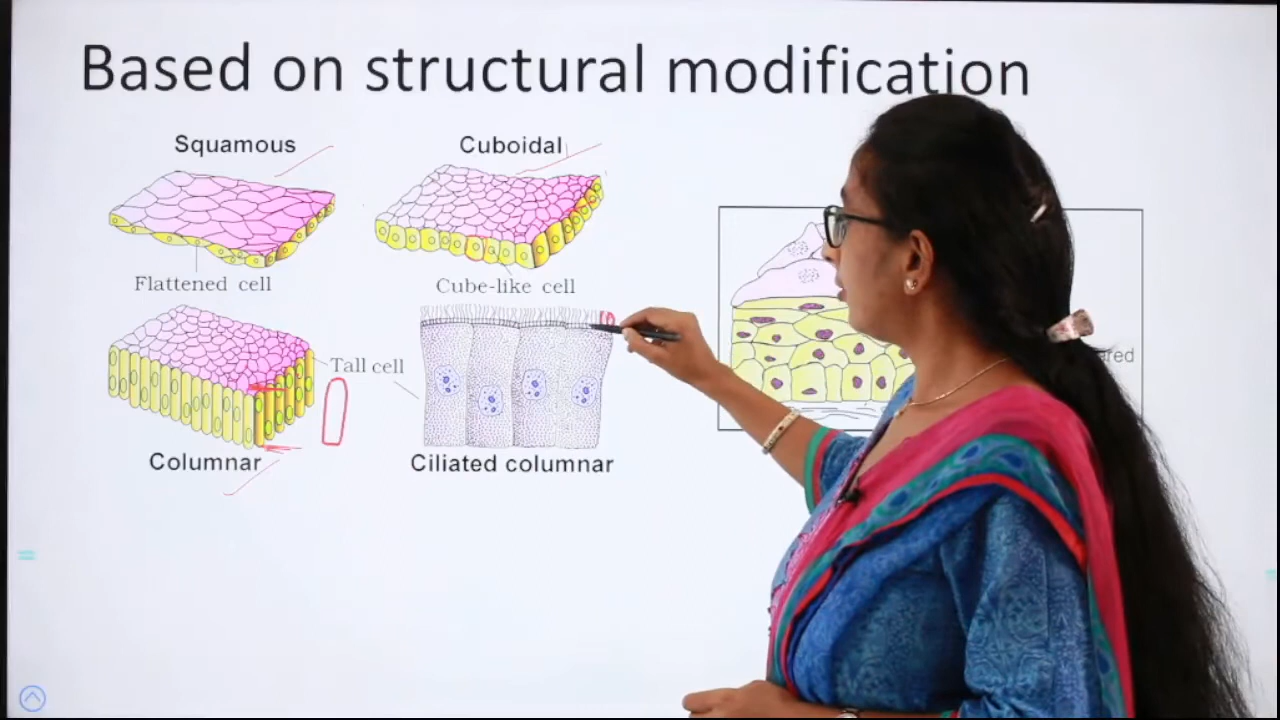 Based on structural modification
Squamous
Cuboidal
Flattened cell
Cube-like cell
Tall cell
Columnar
Ciliated columnar